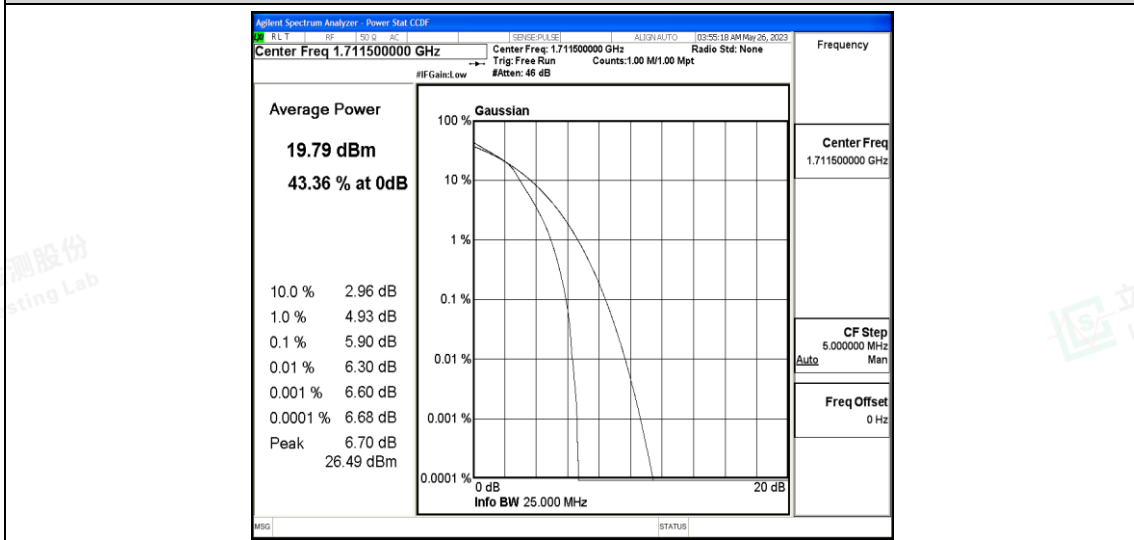 Agilent Spectrum Analyzer - Power Stat CCDF
LXI RLT RF 50 Ω AC SENSE:PULSE ALIGN AUTO 03:55:18 AM May 26, 2023
Center Freq 1.711500000 GHz
Center Freq: 1.711500000 GHz Radio Std: None
Trig: Free Run Counts:1.00 M/1.00 Mpt
#IFGain:Low #Atten: 46 dB
Frequency
Average Power
19.79 dBm
43.36 % at 0dB
10.0 % 2.96 dB
1.0 % 4.93 dB
0.1 % 5.90 dB
0.01 % 6.30 dB
0.001 % 6.60 dB
0.0001 % 6.68 dB
Peak 6.70 dB
26.49 dBm
Gaussian
100 %
10 %
1 %
0.1 %
0.01 %
0.001 %
0.0001 %
0 dB 20 dB
Info BW 25.000 MHz
Center Freq
1.711500000 GHz
CF Step
5.000000 MHz
Auto Man
Freq Offset
0 Hz
MSG STATUS
测股份
sting Lab
立